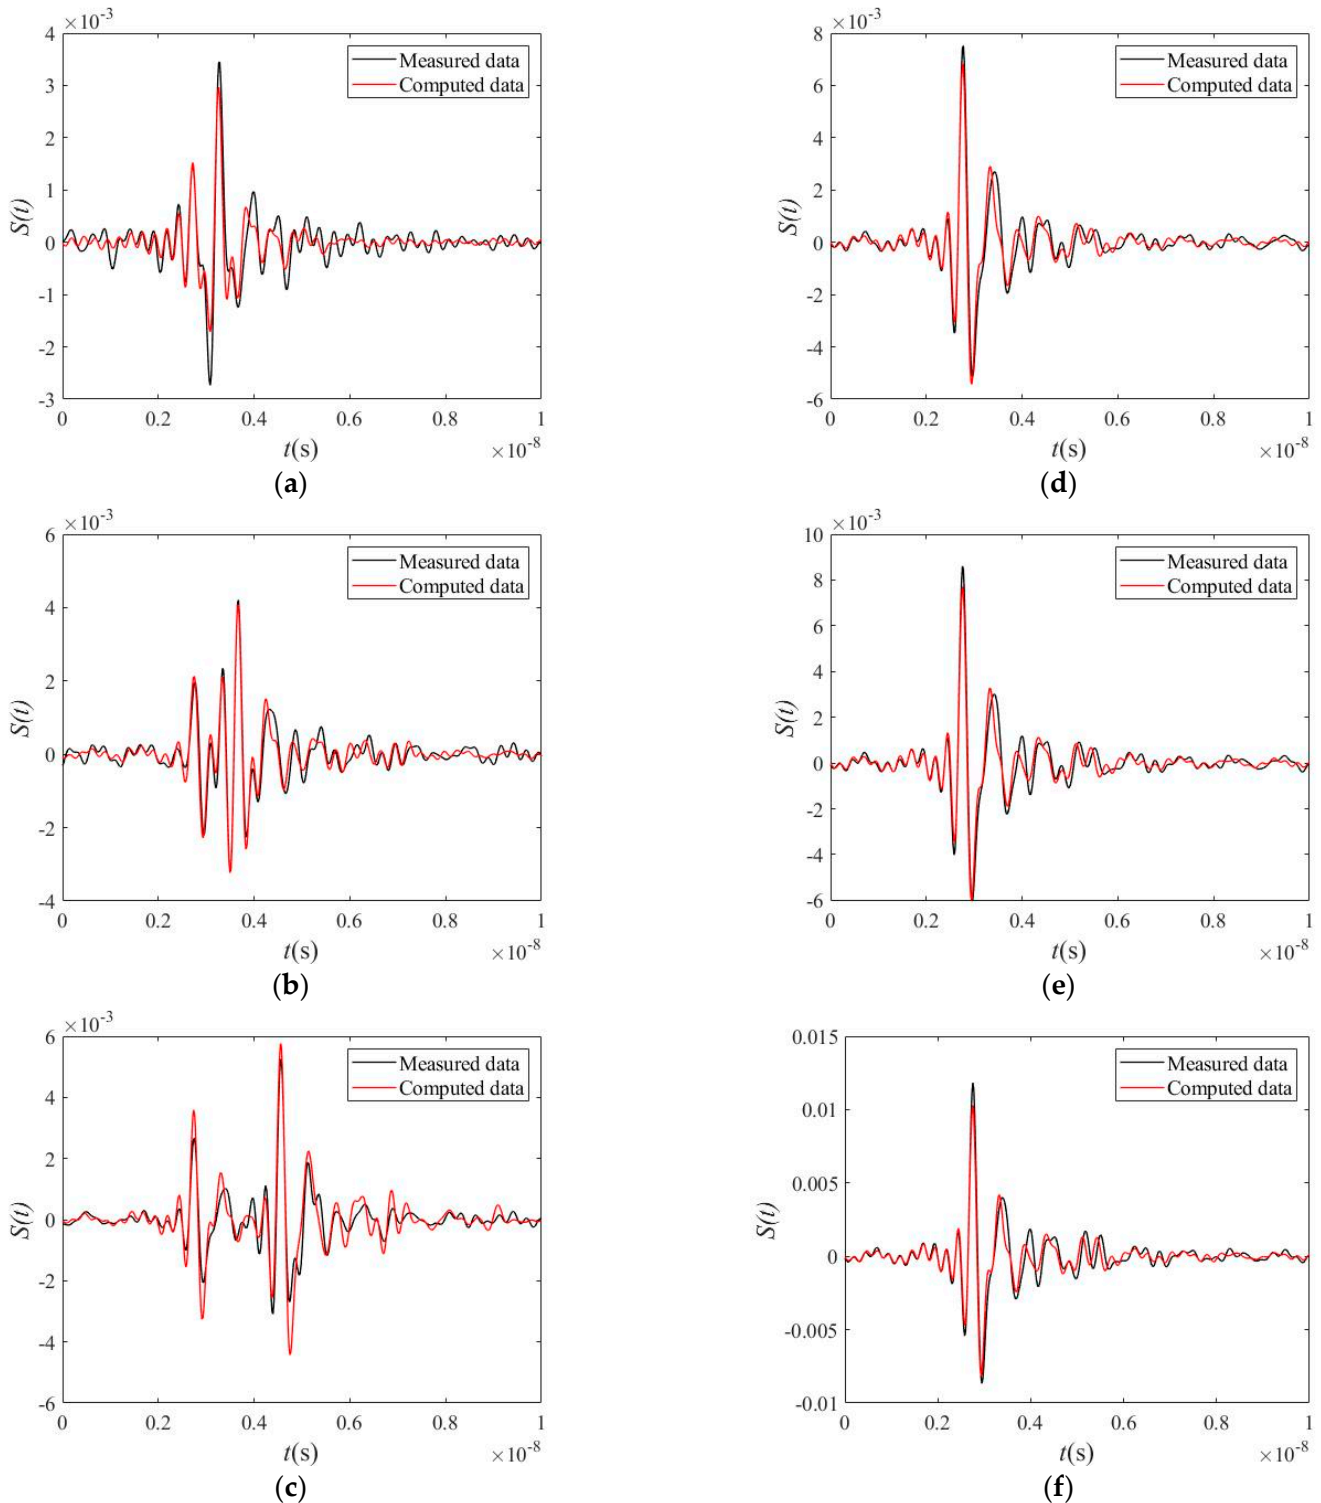 ×10-3
4
3
2
1
0
-1
-2
-3
S(t)
Measured data
Computed data
0 0.2 0.4 0.6 0.8 1
t(s) ×10-8
(a)
×10-3
8
6
4
2
0
-2
-4
-6
S(t)
Measured data
Computed data
0 0.2 0.4 0.6 0.8 1
t(s) ×10-8
(d)
×10-3
6
4
2
0
-2
-4
S(t)
Measured data
Computed data
0 0.2 0.4 0.6 0.8 1
t(s) ×10-8
(b)
×10-3
10
8
6
4
2
0
-2
-4
-6
S(t)
Measured data
Computed data
0 0.2 0.4 0.6 0.8 1
t(s) ×10-8
(e)
×10-3
6
4
2
0
-2
-4
-6
S(t)
Measured data
Computed data
0 0.2 0.4 0.6 0.8 1
t(s) ×10-8
(c)
0.015
0.01
0.005
0
-0.005
-0.01
S(t)
Measured data
Computed data
0 0.2 0.4 0.6 0.8 1
t(s) ×10-8
(f)